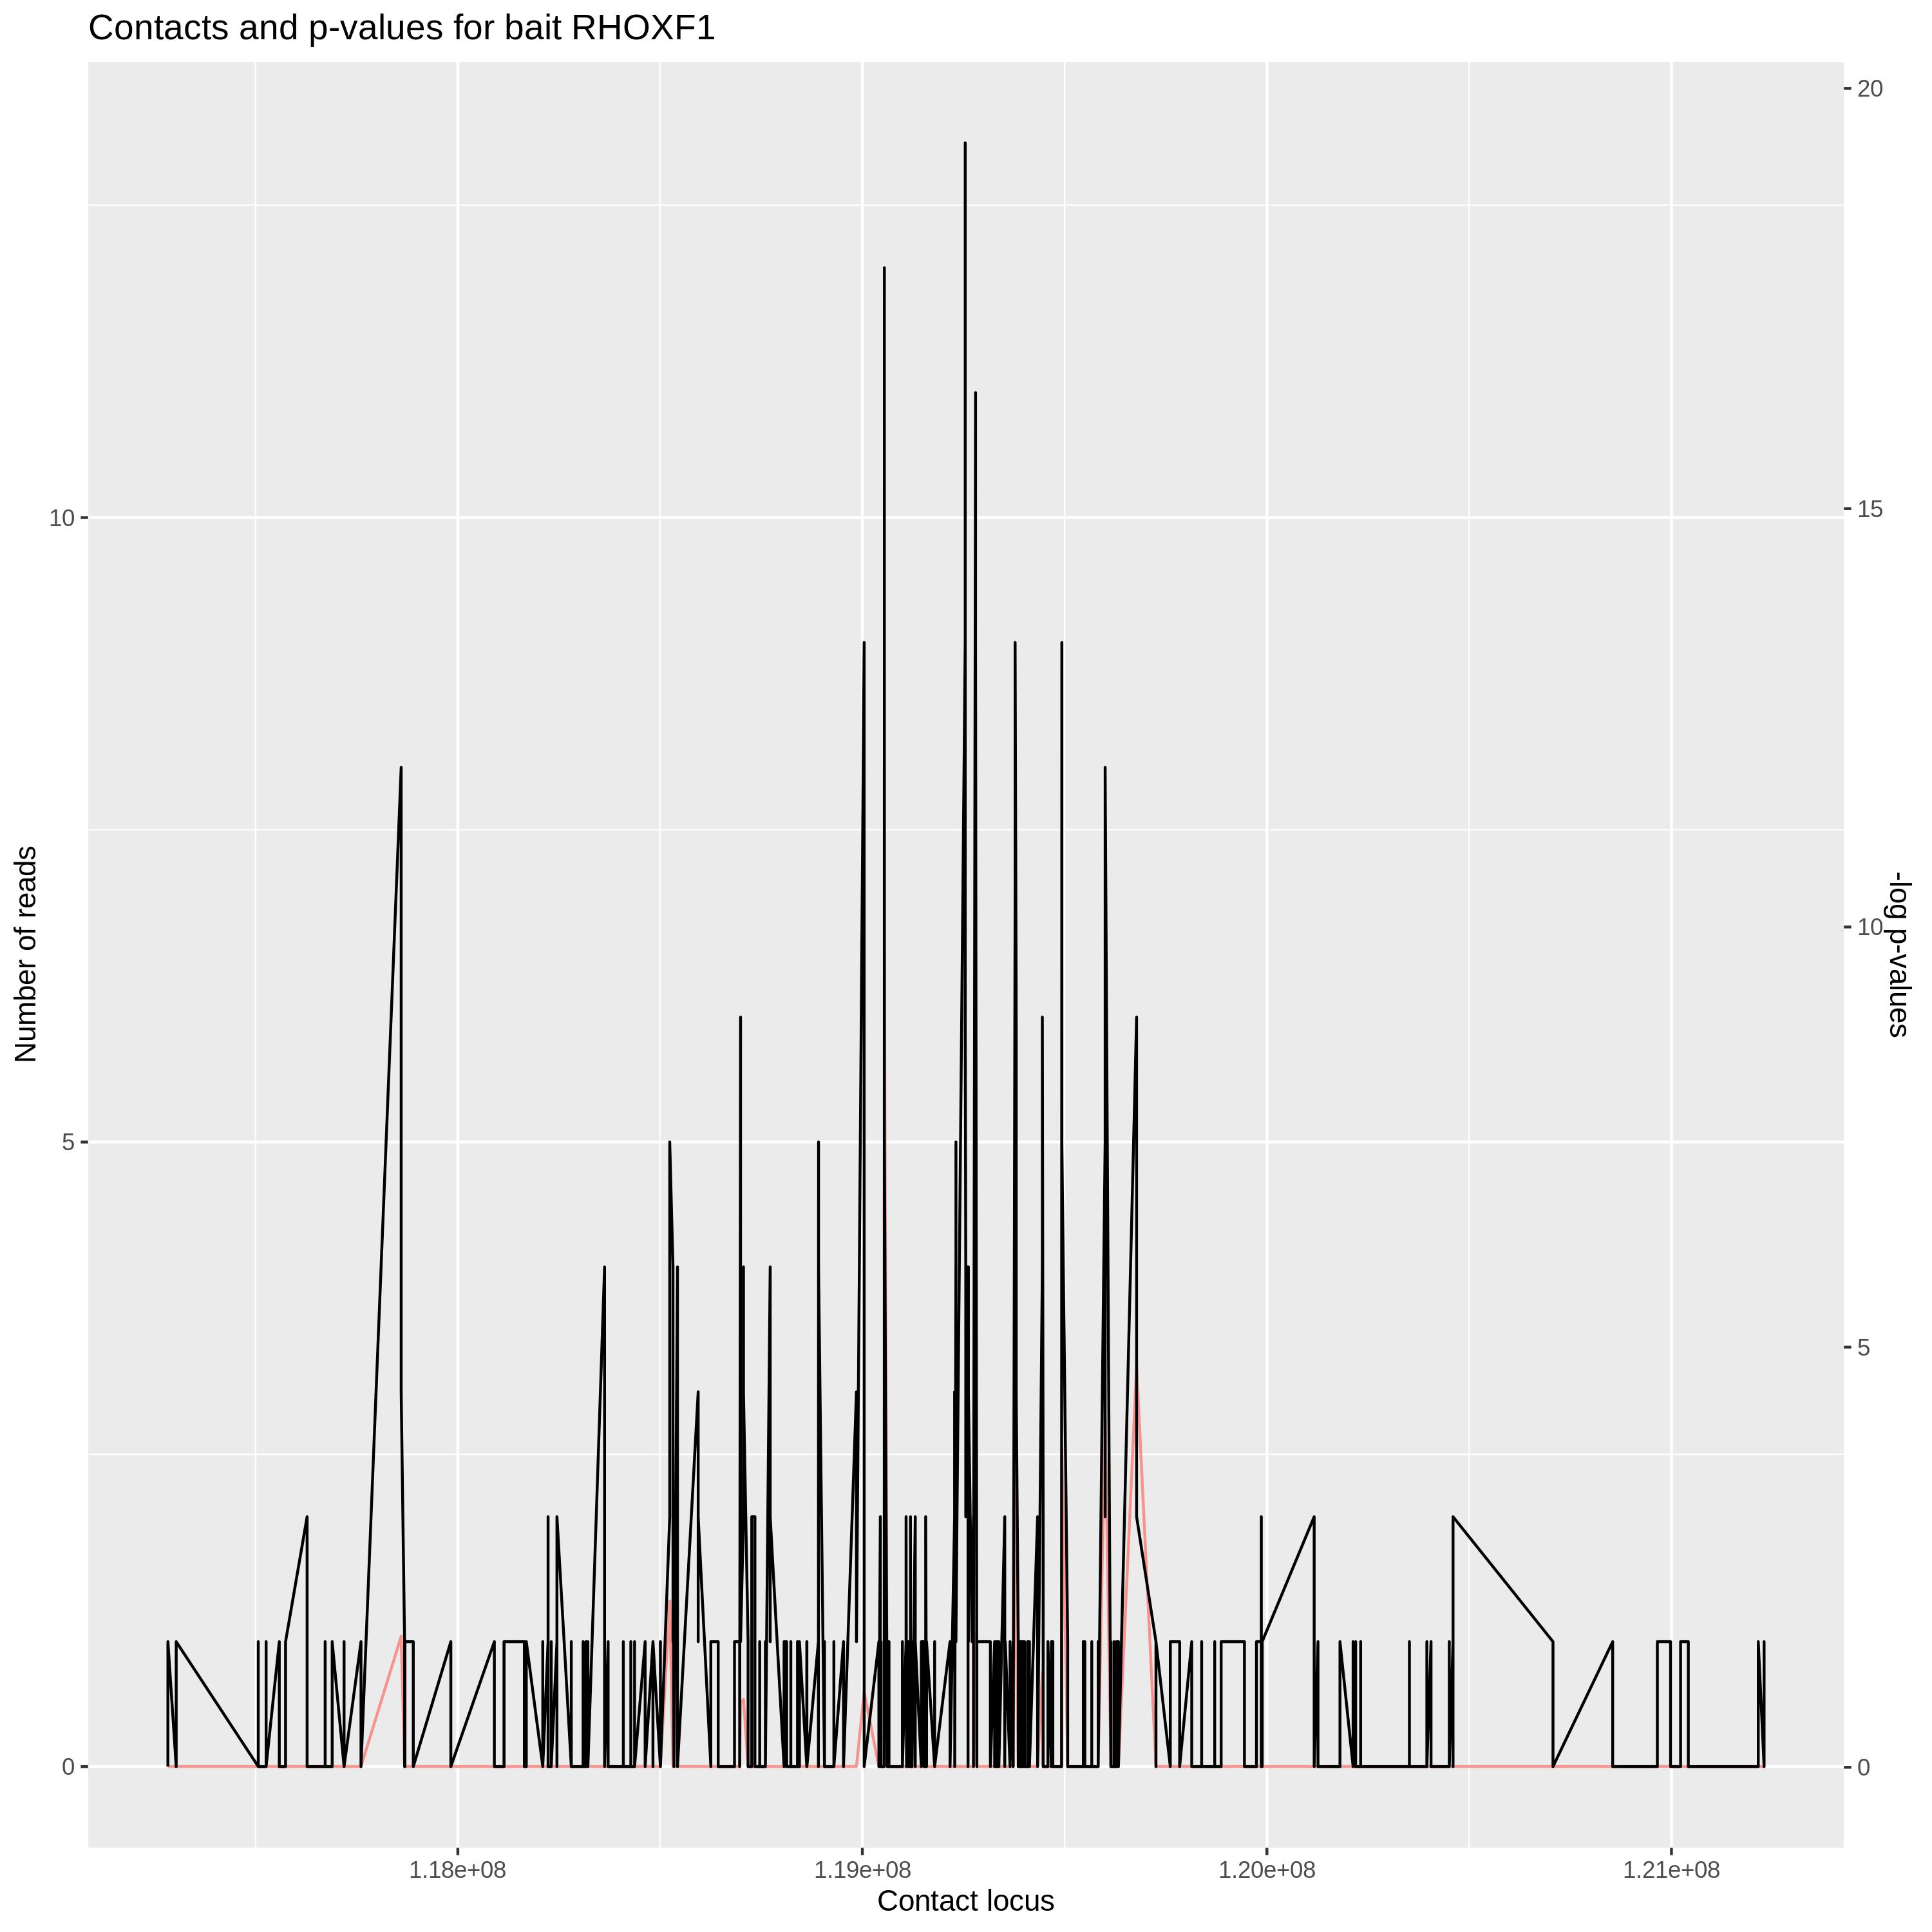 Contacts and p-values for bait RHOXF1
Number of reads
10
5
0
20
15
10
5
0
-log p-values
1.18e+08
1.19e+08
1.20e+08
1.21e+08
Contact locus